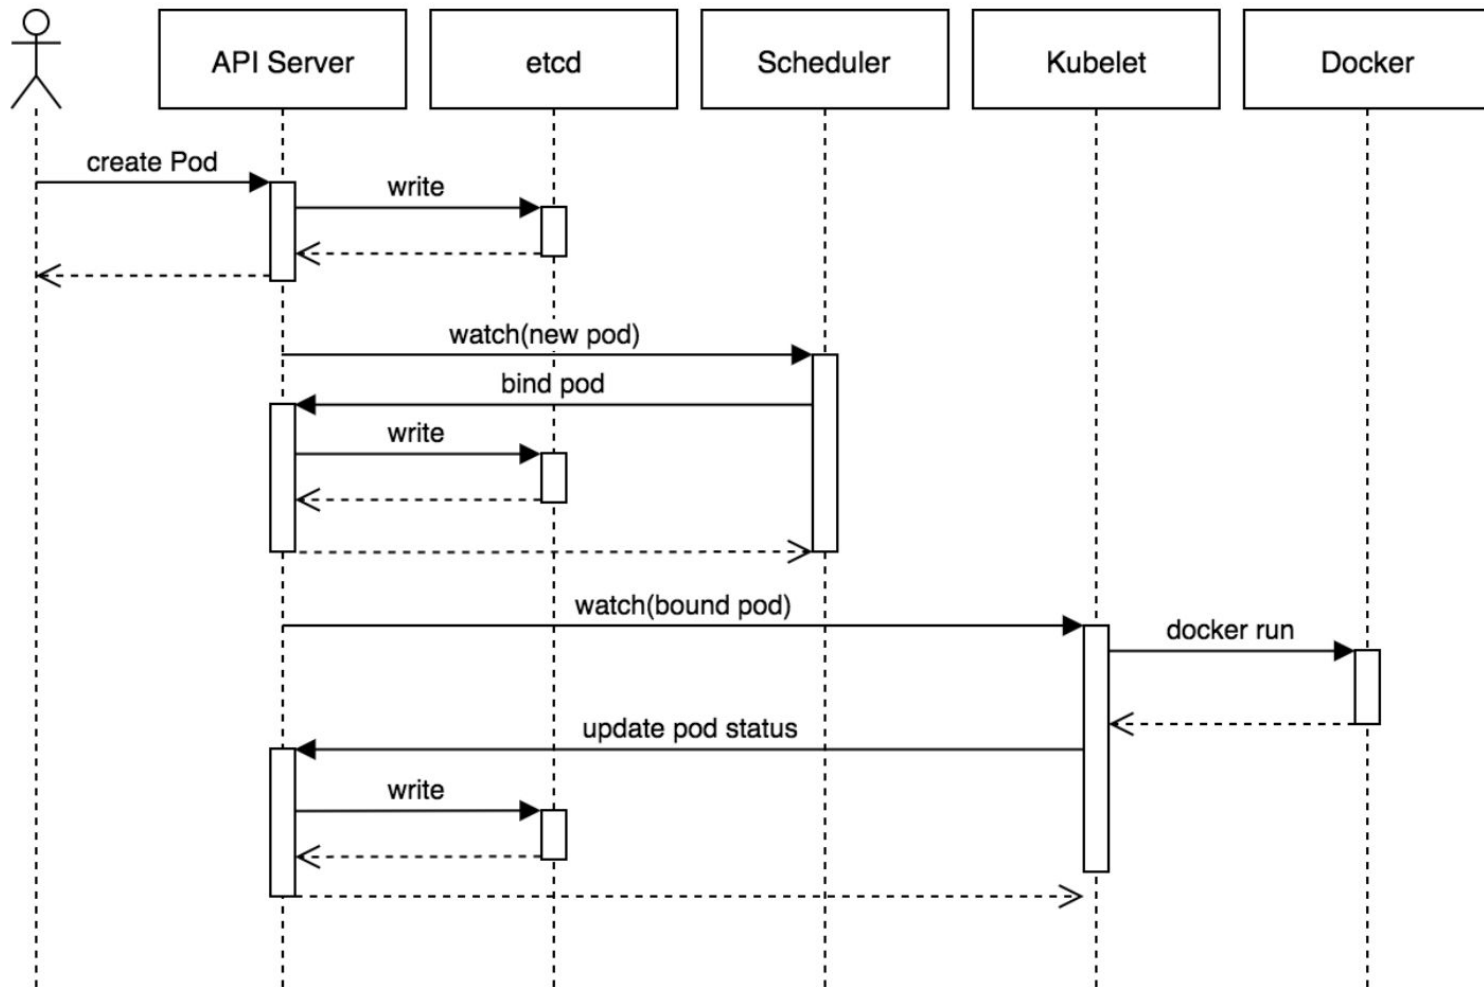 API Server
etcd
Scheduler
Kubelet
Docker
create Pod
write
watch(new pod)
bind pod
write
watch(bound pod)
docker run
update pod status
write